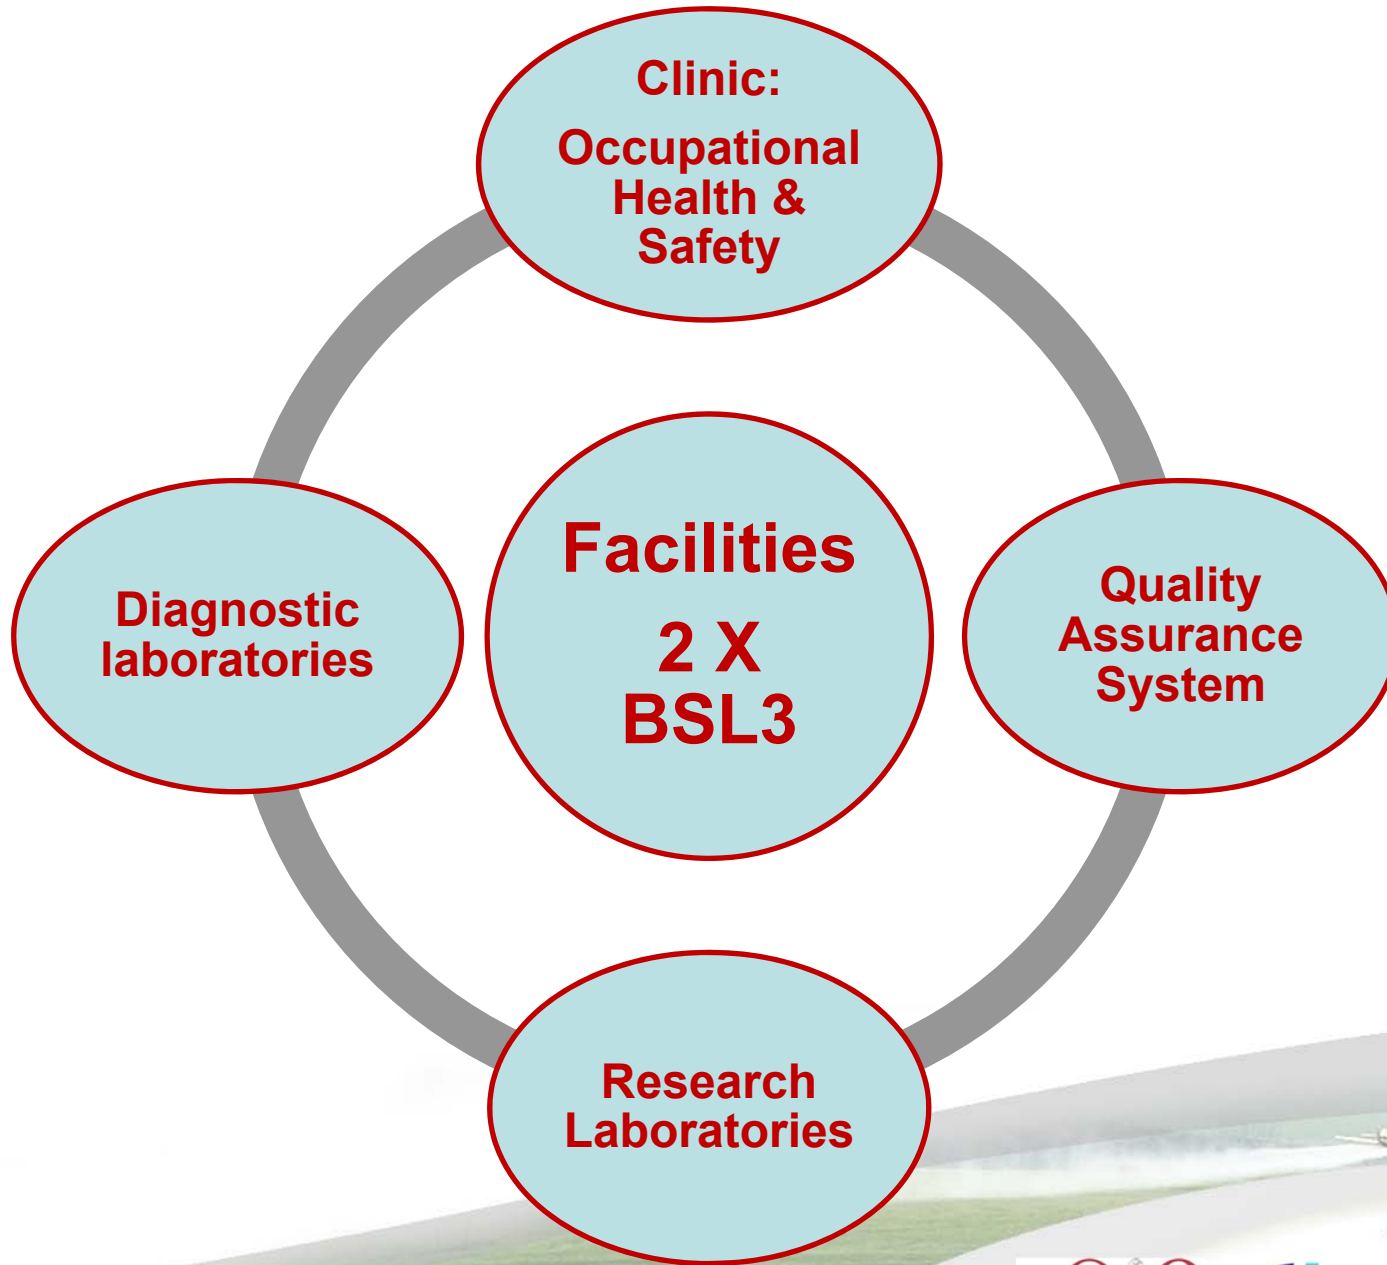 Clinic:
Occupational
Health &
Safety
Diagnostic
laboratories
Facilities
2 X
BSL3
Quality
Assurance
System
Research
Laboratories